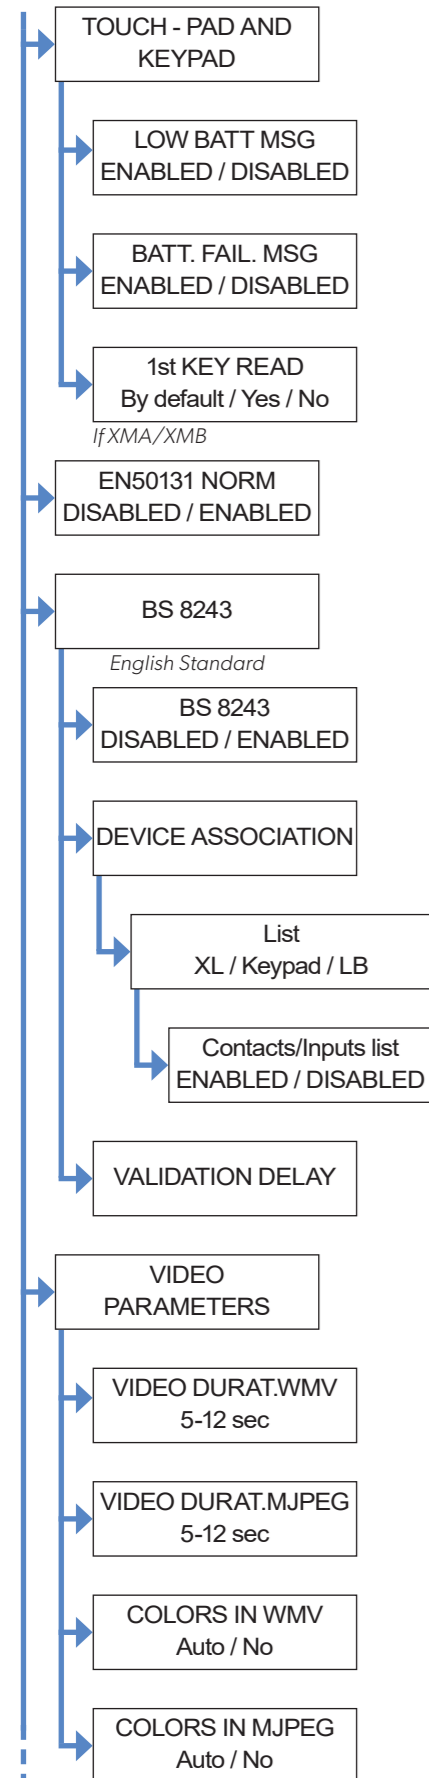 TOUCH - PAD AND
KEYPAD
LOW BATT MSG
ENABLED / DISABLED
BATT. FAIL. MSG
ENABLED / DISABLED
1st KEY READ
By default / Yes / No
If XMA/XMB
EN50131 NORM
DISABLED / ENABLED
BS 8243
English Standard
BS 8243
DISABLED / ENABLED
DEVICE ASSOCIATION
List
XL / Keypad / LB
Contacts/Inputs list
ENABLED / DISABLED
VALIDATION DELAY
VIDEO
PARAMETERS
VIDEO DURAT.WMV
5-12 sec
VIDEO DURAT.MJPEG
5-12 sec
COLORS IN WMV
Auto / No
COLORS IN MJPEG
Auto / No